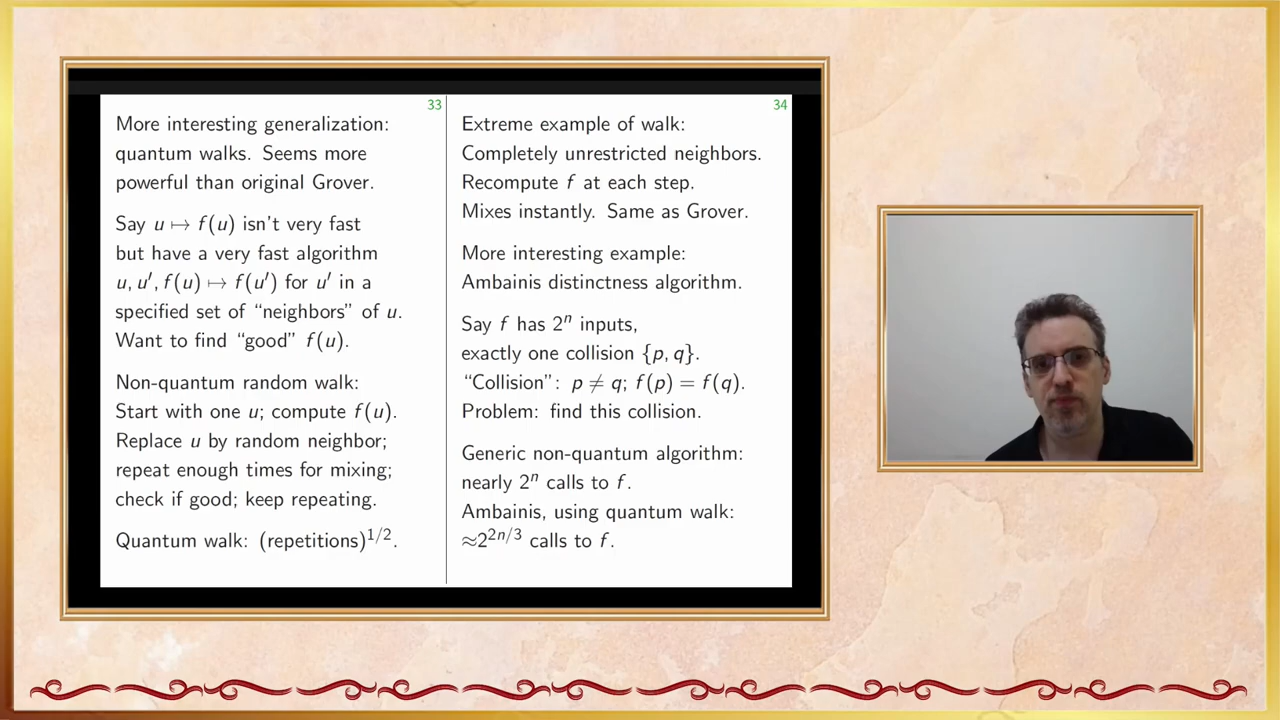 33
More interesting generalization:
quantum walks. Seems more
powerful than original Grover.
Say u ↦ f(u) isn't very fast
but have a very fast algorithm
u, u′, f(u) ↦ f(u′) for u′ in a
specified set of “neighbors” of u.
Want to find “good” f(u).
Non-quantum random walk:
Start with one u; compute f(u).
Replace u by random neighbor;
repeat enough times for mixing;
check if good; keep repeating.
Quantum walk: (repetitions)^{1/2}.
34
Extreme example of walk:
Completely unrestricted neighbors.
Recompute f at each step.
Mixes instantly. Same as Grover.
More interesting example:
Ambainis distinctness algorithm.
Say f has 2^n inputs,
exactly one collision {p, q}.
“Collision”: p ≠ q; f(p) = f(q).
Problem: find this collision.
Generic non-quantum algorithm:
nearly 2^n calls to f.
Ambainis, using quantum walk:
≈2^{2n/3} calls to f.